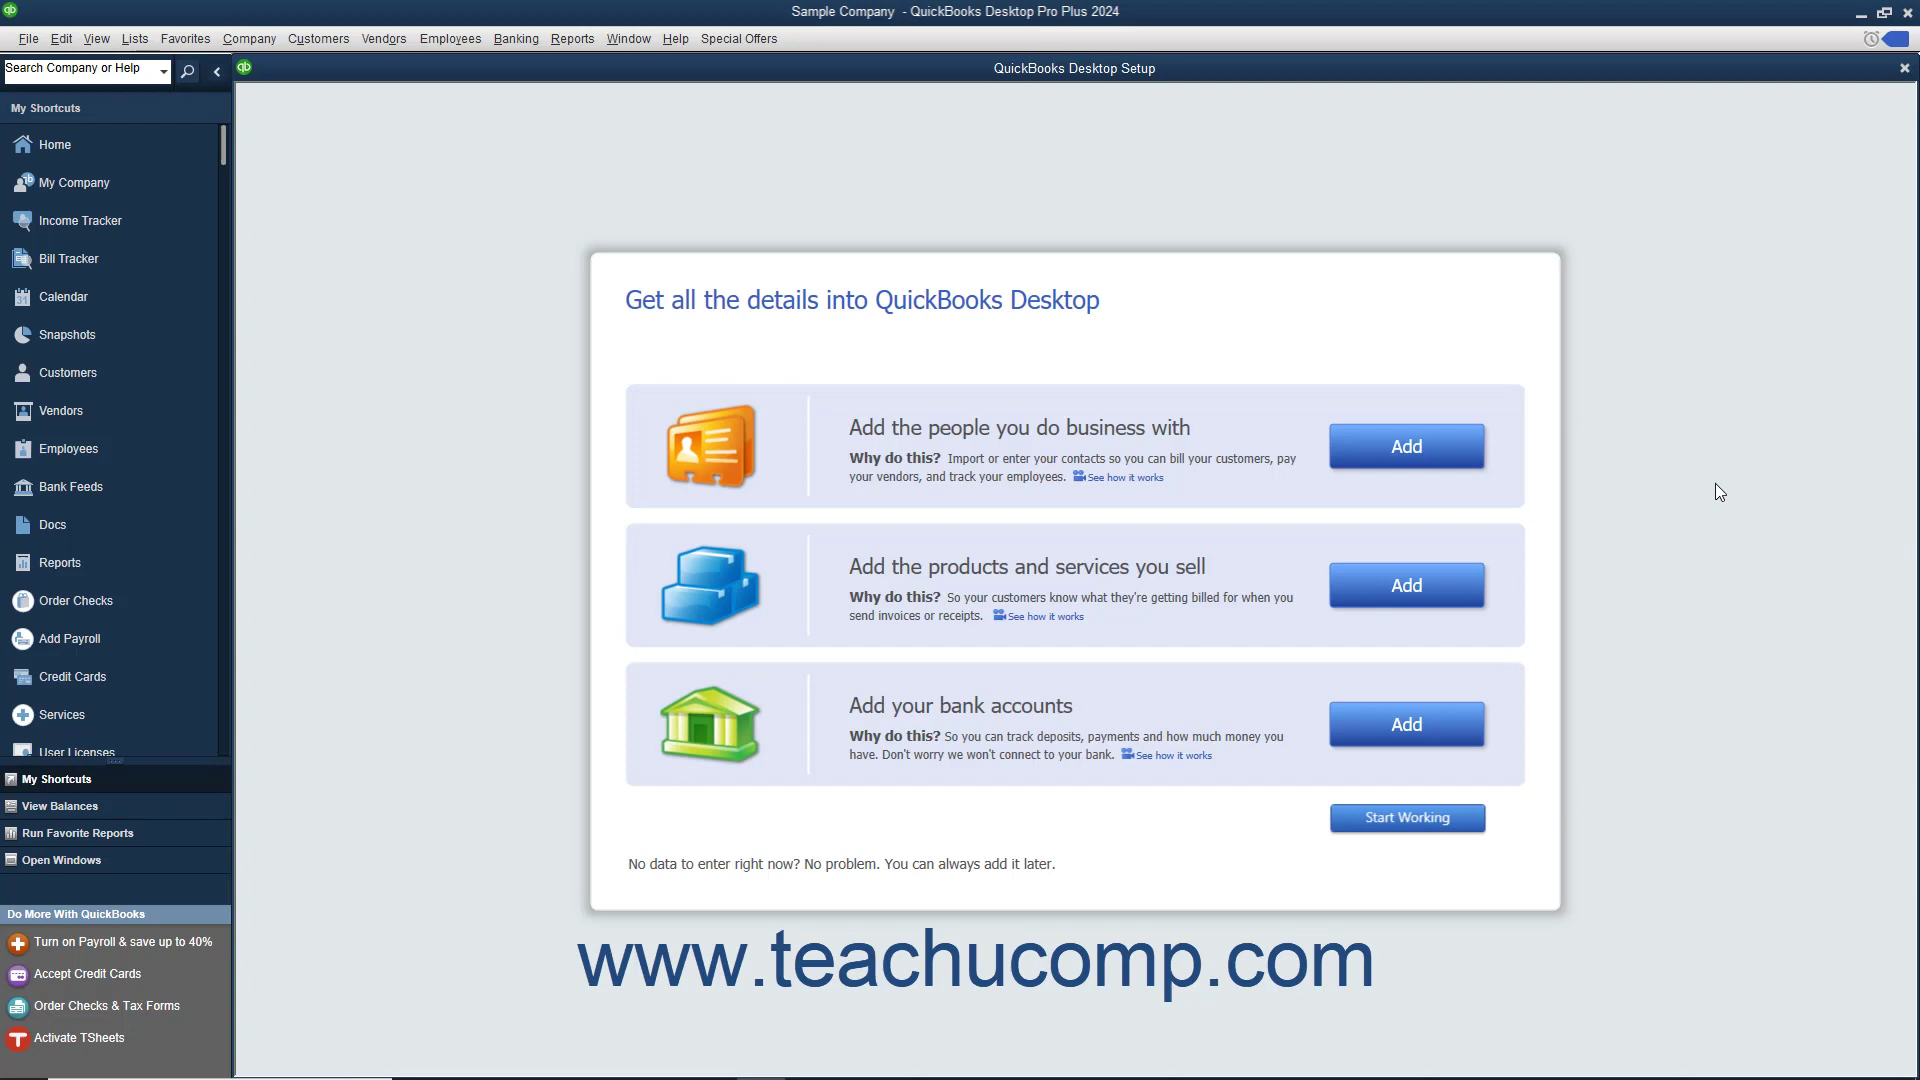 qb
Sample Company - QuickBooks Desktop Pro Plus 2024
File Edit View Lists Favorites Company Customers Vendors Employees Banking Reports Window Help Special Offers
Search Company or Help
qb
QuickBooks Desktop Setup
My Shortcuts
Home
My Company
Income Tracker
Bill Tracker
31
Calendar
Snapshots
Customers
Vendors
Employees
Bank Feeds
Docs
Reports
Order Checks
Add Payroll
Credit Cards
Services
User Licenses
My Shortcuts
View Balances
Run Favorite Reports
Open Windows
Do More With QuickBooks
Turn on Payroll & save up to 40%
Accept Credit Cards
Order Checks & Tax Forms
Activate TSheets
Get all the details into QuickBooks Desktop
Add the people you do business with
Why do this? Import or enter your contacts so you can bill your customers, pay
your vendors, and track your employees. See how it works
Add
Add the products and services you sell
Why do this? So your customers know what they're getting billed for when you
send invoices or receipts. See how it works
Add
Add your bank accounts
Why do this? So you can track deposits, payments and how much money you
have. Don't worry we won't connect to your bank. See how it works
Add
Start Working
No data to enter right now? No problem. You can always add it later.
www.teachucomp.com